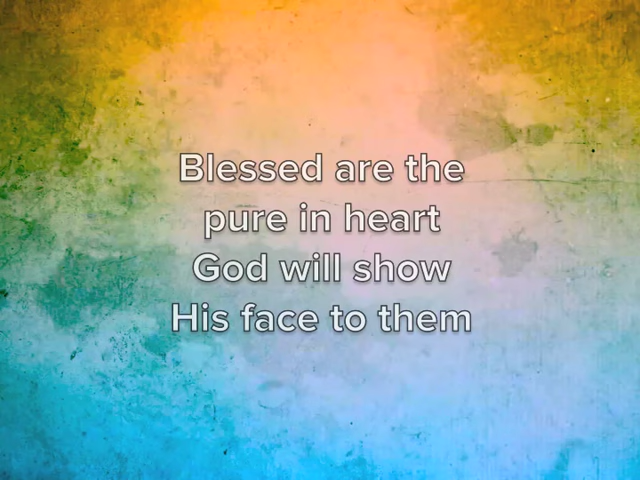 Blessed are the
pure in heart
God will show
His face to them